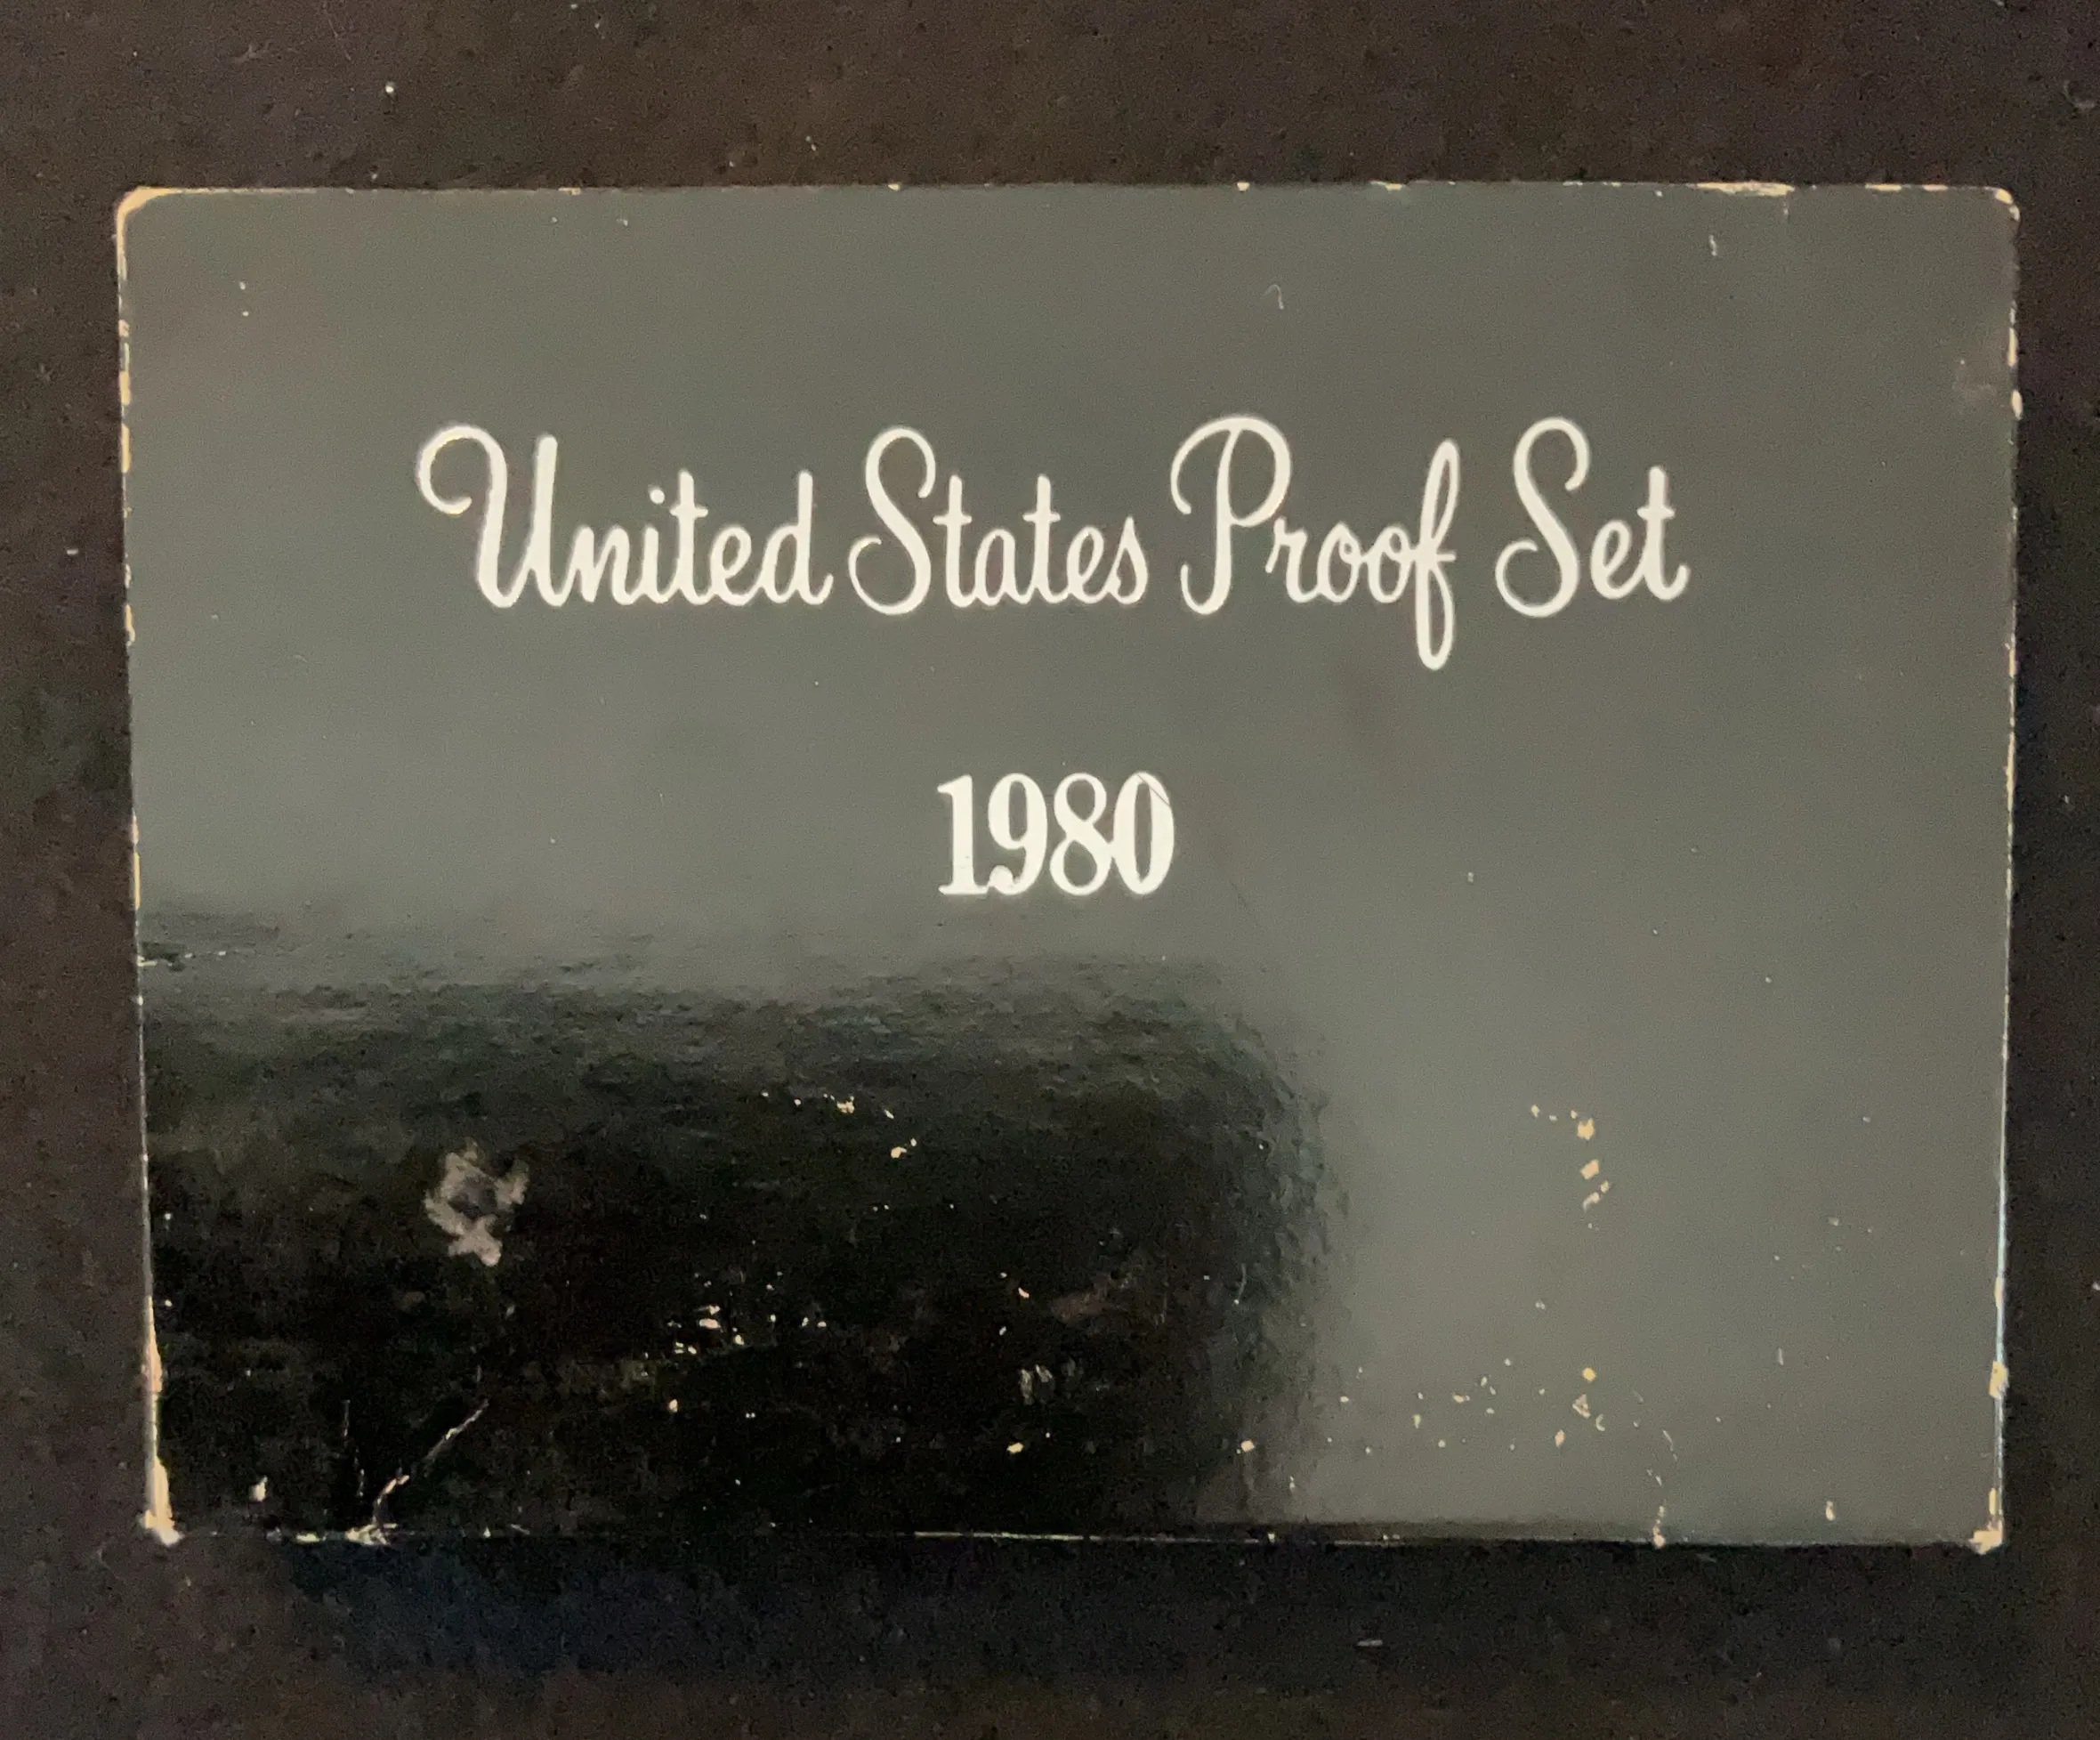 United States Proof Set
1980